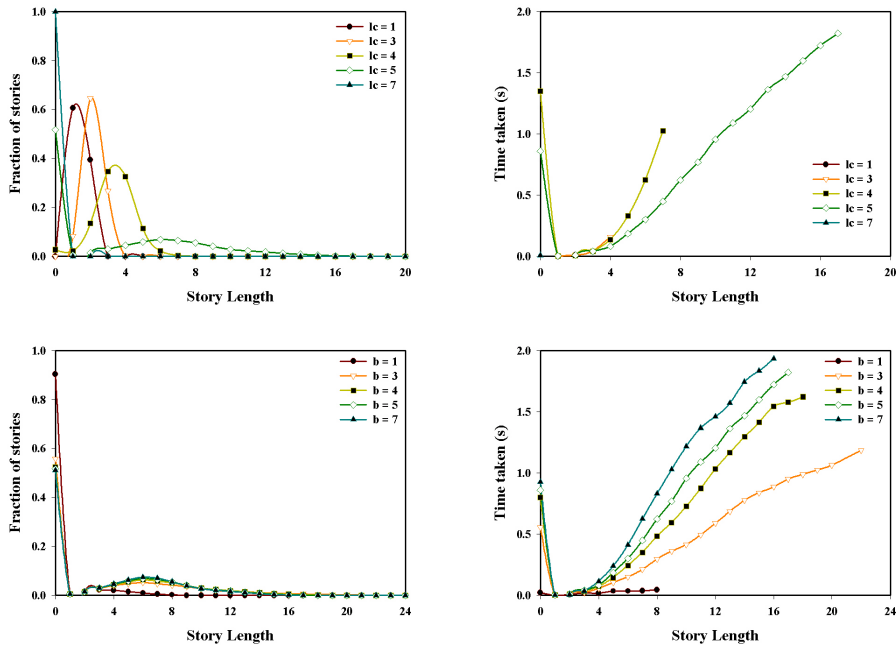 1.0
0.8
0.6
0.4
0.2
0.0
Fraction of stories
0 4 8 12 16 20
Story Length
lc = 1
lc = 3
lc = 4
lc = 5
lc = 7
2.0
1.5
1.0
0.5
0.0
Time taken (s)
0 4 8 12 16 20
Story Length
lc = 1
lc = 3
lc = 4
lc = 5
lc = 7
1.0
0.8
0.6
0.4
0.2
0.0
Fraction of stories
0 4 8 12 16 20 24
Story Length
b = 1
b = 3
b = 4
b = 5
b = 7
2.0
1.5
1.0
0.5
0.0
Time taken (s)
0 4 8 12 16 20 24
Story Length
b = 1
b = 3
b = 4
b = 5
b = 7